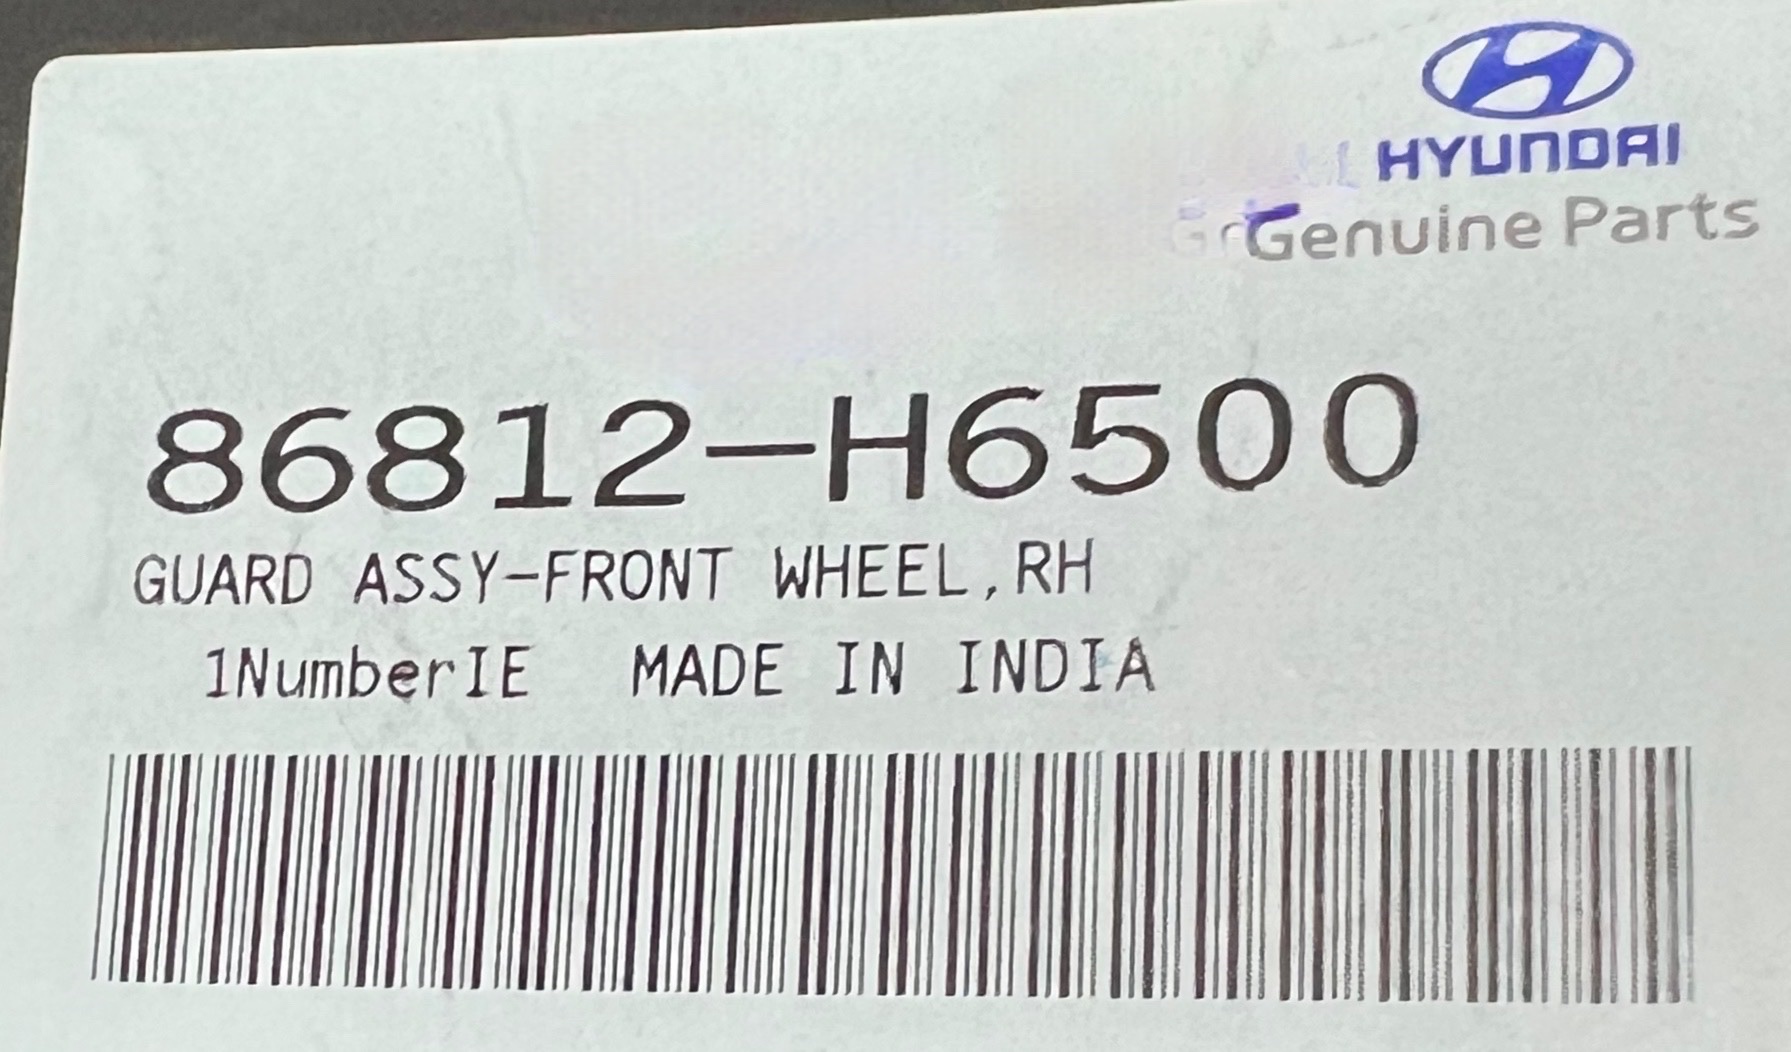 HYUNDAI
Genuine Parts
86812-H6500
GUARD ASSY-FRONT WHEEL,RH
1NumberIE MADE IN INDIA